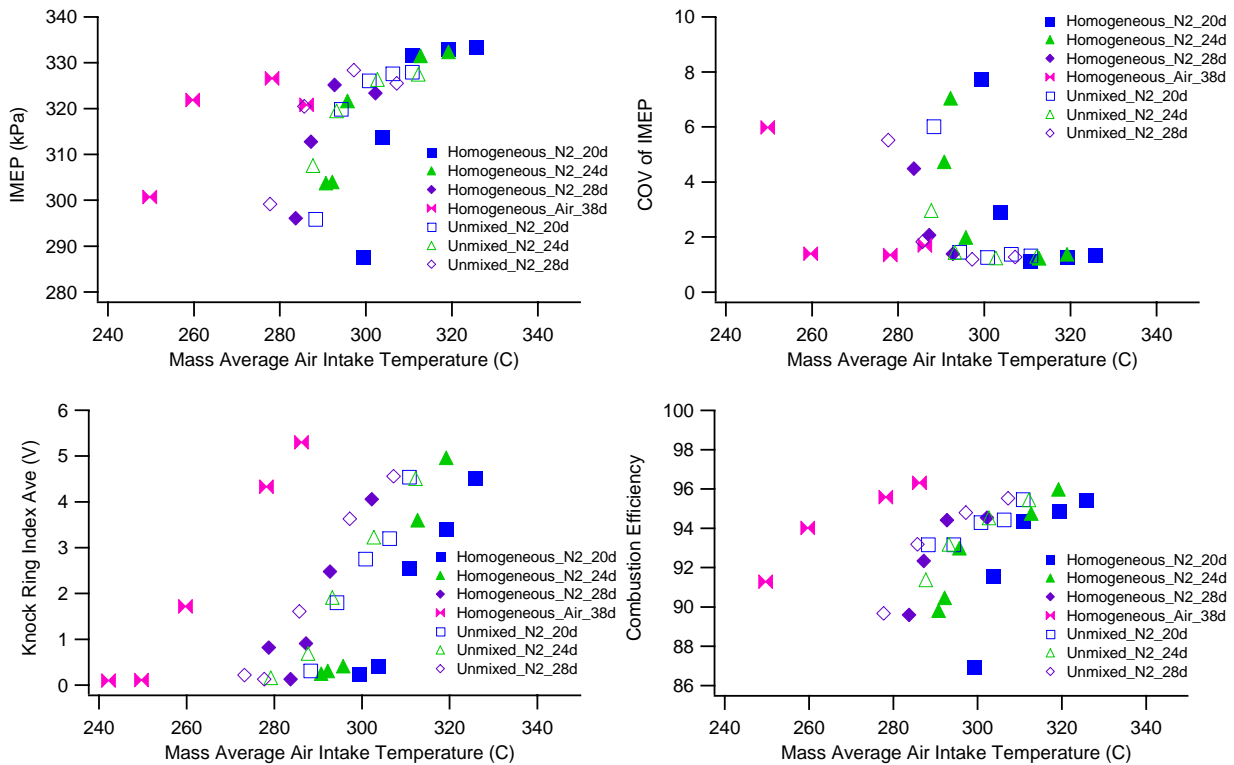 340
330
320
310
300
290
280
IMEP (kPa)
240 260 280 300 320 340
Mass Average Air Intake Temperature (C)
Homogeneous_N2_20d
Homogeneous_N2_24d
Homogeneous_N2_28d
Homogeneous_Air_38d
Unmixed_N2_20d
Unmixed_N2_24d
Unmixed_N2_28d
10
8
6
4
2
0
COV of IMEP
240 260 280 300 320 340
Mass Average Air Intake Temperature (C)
Homogeneous_N2_20d
Homogeneous_N2_24d
Homogeneous_N2_28d
Homogeneous_Air_38d
Unmixed_N2_20d
Unmixed_N2_24d
Unmixed_N2_28d
6
5
4
3
2
1
0
Knock Ring Index Ave (V)
240 260 280 300 320 340
Mass Average Air Intake Temperature (C)
Homogeneous_N2_20d
Homogeneous_N2_24d
Homogeneous_N2_28d
Homogeneous_Air_38d
Unmixed_N2_20d
Unmixed_N2_24d
Unmixed_N2_28d
100
98
96
94
92
90
88
86
Combustion Efficiency
240 260 280 300 320 340
Mass Average Air Intake Temperature (C)
Homogeneous_N2_20d
Homogeneous_N2_24d
Homogeneous_N2_28d
Homogeneous_Air_38d
Unmixed_N2_20d
Unmixed_N2_24d
Unmixed_N2_28d